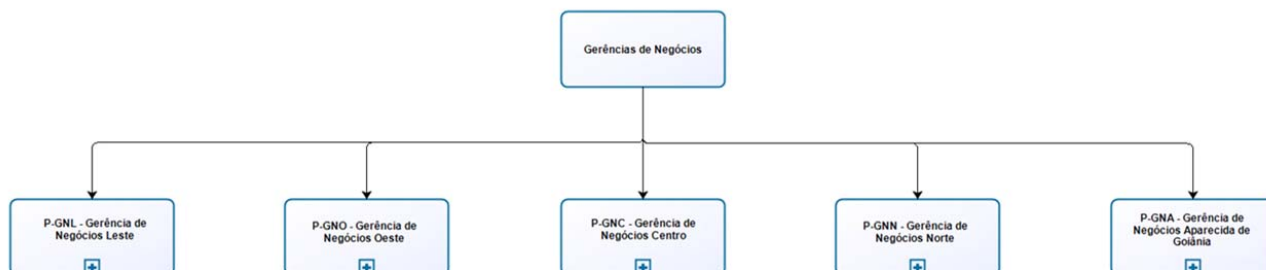 Gerências de Negócios
P-GNL - Gerência de
Negócios Leste
P-GNO - Gerência de
Negócios Oeste
P-GNC - Gerência de
Negócios Centro
P-GNN - Gerência de
Negócios Norte
P-GNA - Gerência de
Negócios Aparecida de
Goiânia